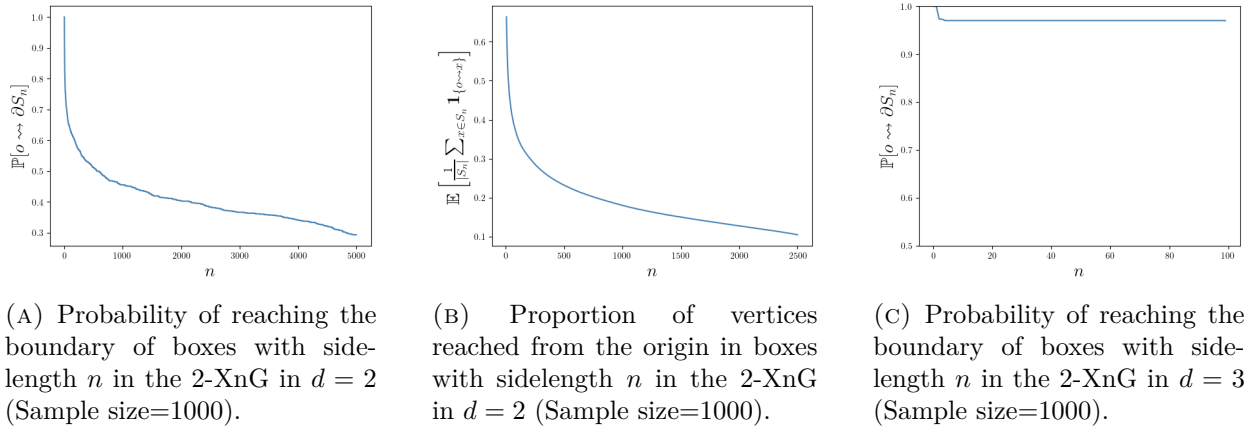 1.0
0.9
0.8
0.7
0.6
0.5
0.4
0.3
0 1000 2000 3000 4000 5000
n
ℙ[o ⇝ ∂Sₙ]
0.6
0.5
0.4
0.3
0.2
0.1
0 500 1000 1500 2000 2500
n
𝔼 [1/|Sₙ| ∑ₓ∈Sₙ 𝟏{o⇝x}]
1.0
0.9
0.8
0.7
0.6
0.5
0 20 40 60 80 100
n
ℙ[o ⇝ ∂Sₙ]
(A) Probability of reaching the
boundary of boxes with side-
length n in the 2-XnG in d = 2
(Sample size=1000).
(B) Proportion of vertices
reached from the origin in boxes
with sidelength n in the 2-XnG
in d = 2 (Sample size=1000).
(C) Probability of reaching the
boundary of boxes with side-
length n in the 2-XnG in d = 3
(Sample size=1000).